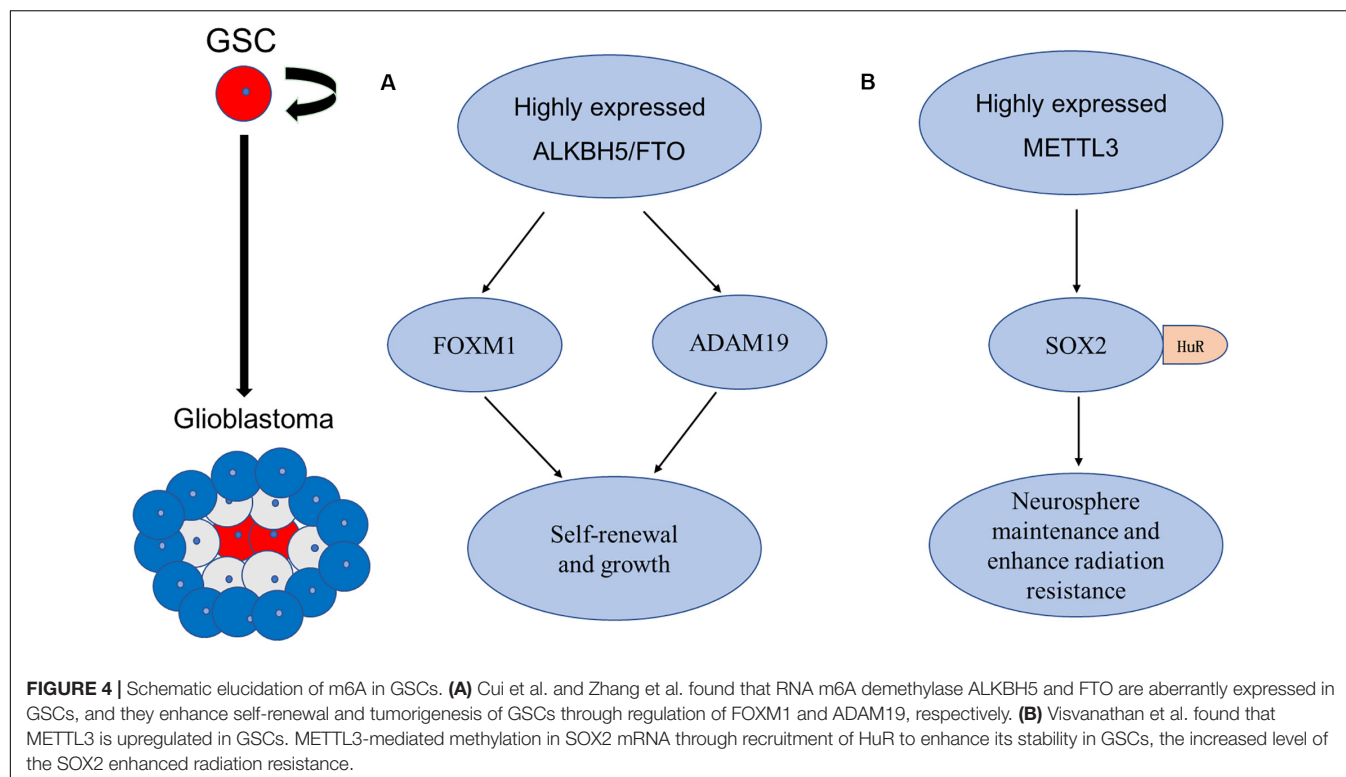 GSC
Glioblastoma
A
Highly expressed
ALKBH5/FTO
FOXM1
ADAM19
Self-renewal
and growth
B
Highly expressed
METTL3
SOX2
HuR
Neurosphere
maintenance and
enhance radiation
resistance
FIGURE 4 | Schematic elucidation of m6A in GSCs. (A) Cui et al. and Zhang et al. found that RNA m6A demethylase ALKBH5 and FTO are aberrantly expressed in
GSCs, and they enhance self-renewal and tumorigenesis of GSCs through regulation of FOXM1 and ADAM19, respectively. (B) Visvanathan et al. found that
METTL3 is upregulated in GSCs. METTL3-mediated methylation in SOX2 mRNA through recruitment of HuR to enhance its stability in GSCs, the increased level of
the SOX2 enhanced radiation resistance.